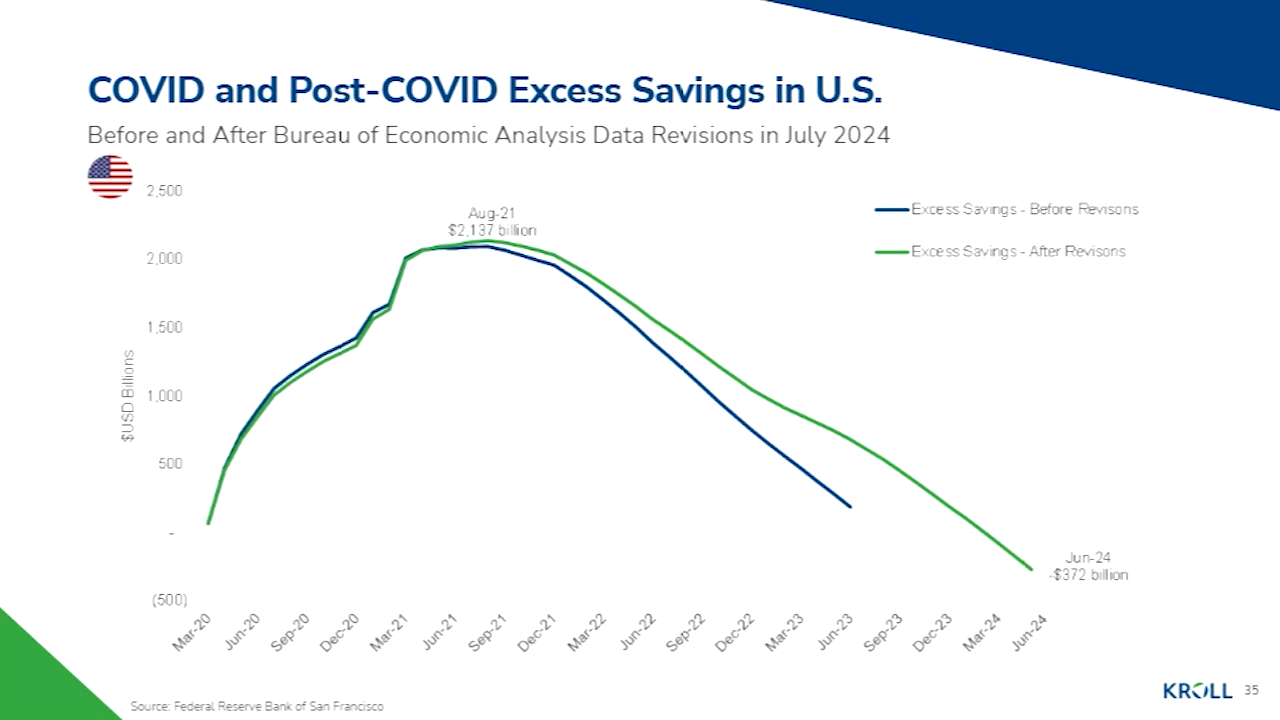 COVID and Post-COVID Excess Savings in U.S.
Before and After Bureau of Economic Analysis Data Revisions in July 2024
2,500
2,000
1,500
1,000
500
-
(500)
$USD Billions
Aug-21
$2,137 billion
Excess Savings - Before Revisons
Excess Savings - After Revisons
Jun-24
-$372 billion
Mar-20
Jun-20
Sep-20
Dec-20
Mar-21
Jun-21
Sep-21
Dec-21
Mar-22
Jun-22
Sep-22
Dec-22
Mar-23
Jun-23
Sep-23
Dec-23
Mar-24
Jun-24
Source: Federal Reserve Bank of San Francisco
KROLL
35